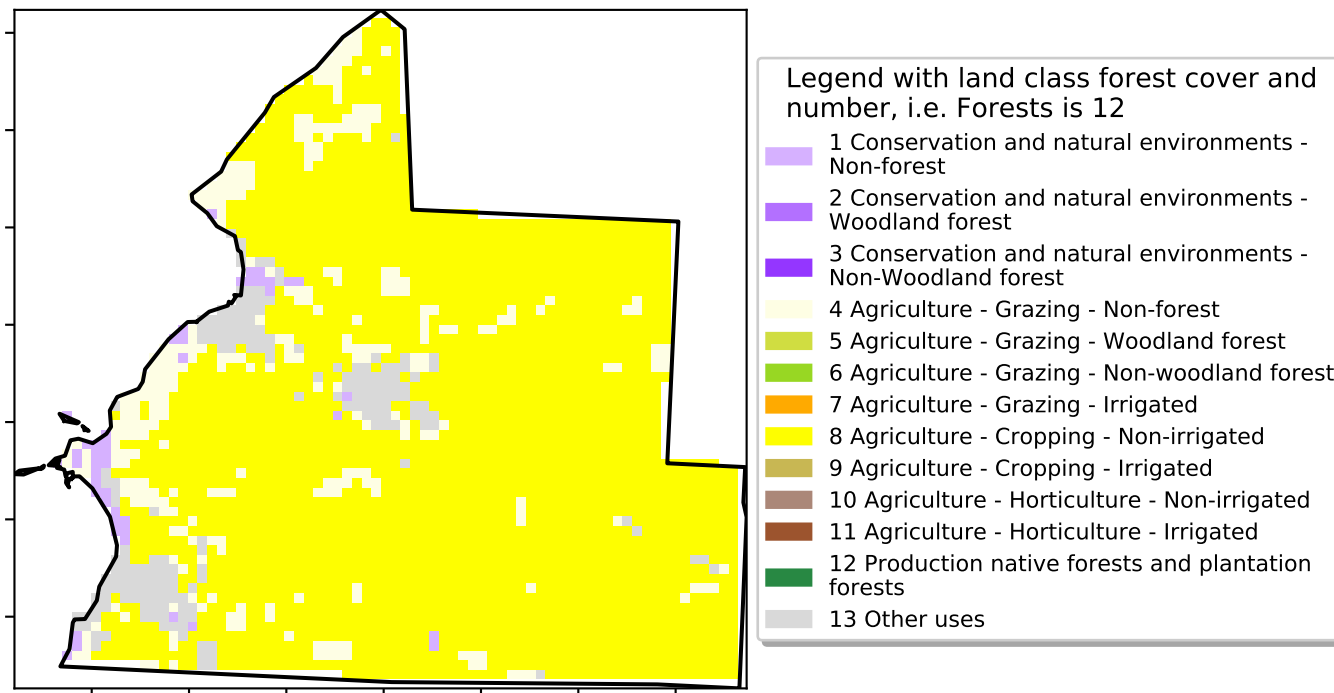 Legend with land class forest cover and
number, i.e. Forests is 12
1 Conservation and natural environments -
Non-forest
2 Conservation and natural environments -
Woodland forest
3 Conservation and natural environments -
Non-Woodland forest
4 Agriculture - Grazing - Non-forest
5 Agriculture - Grazing - Woodland forest
6 Agriculture - Grazing - Non-woodland forest
7 Agriculture - Grazing - Irrigated
8 Agriculture - Cropping - Non-irrigated
9 Agriculture - Cropping - Irrigated
10 Agriculture - Horticulture - Non-irrigated
11 Agriculture - Horticulture - Irrigated
12 Production native forests and plantation
forests
13 Other uses